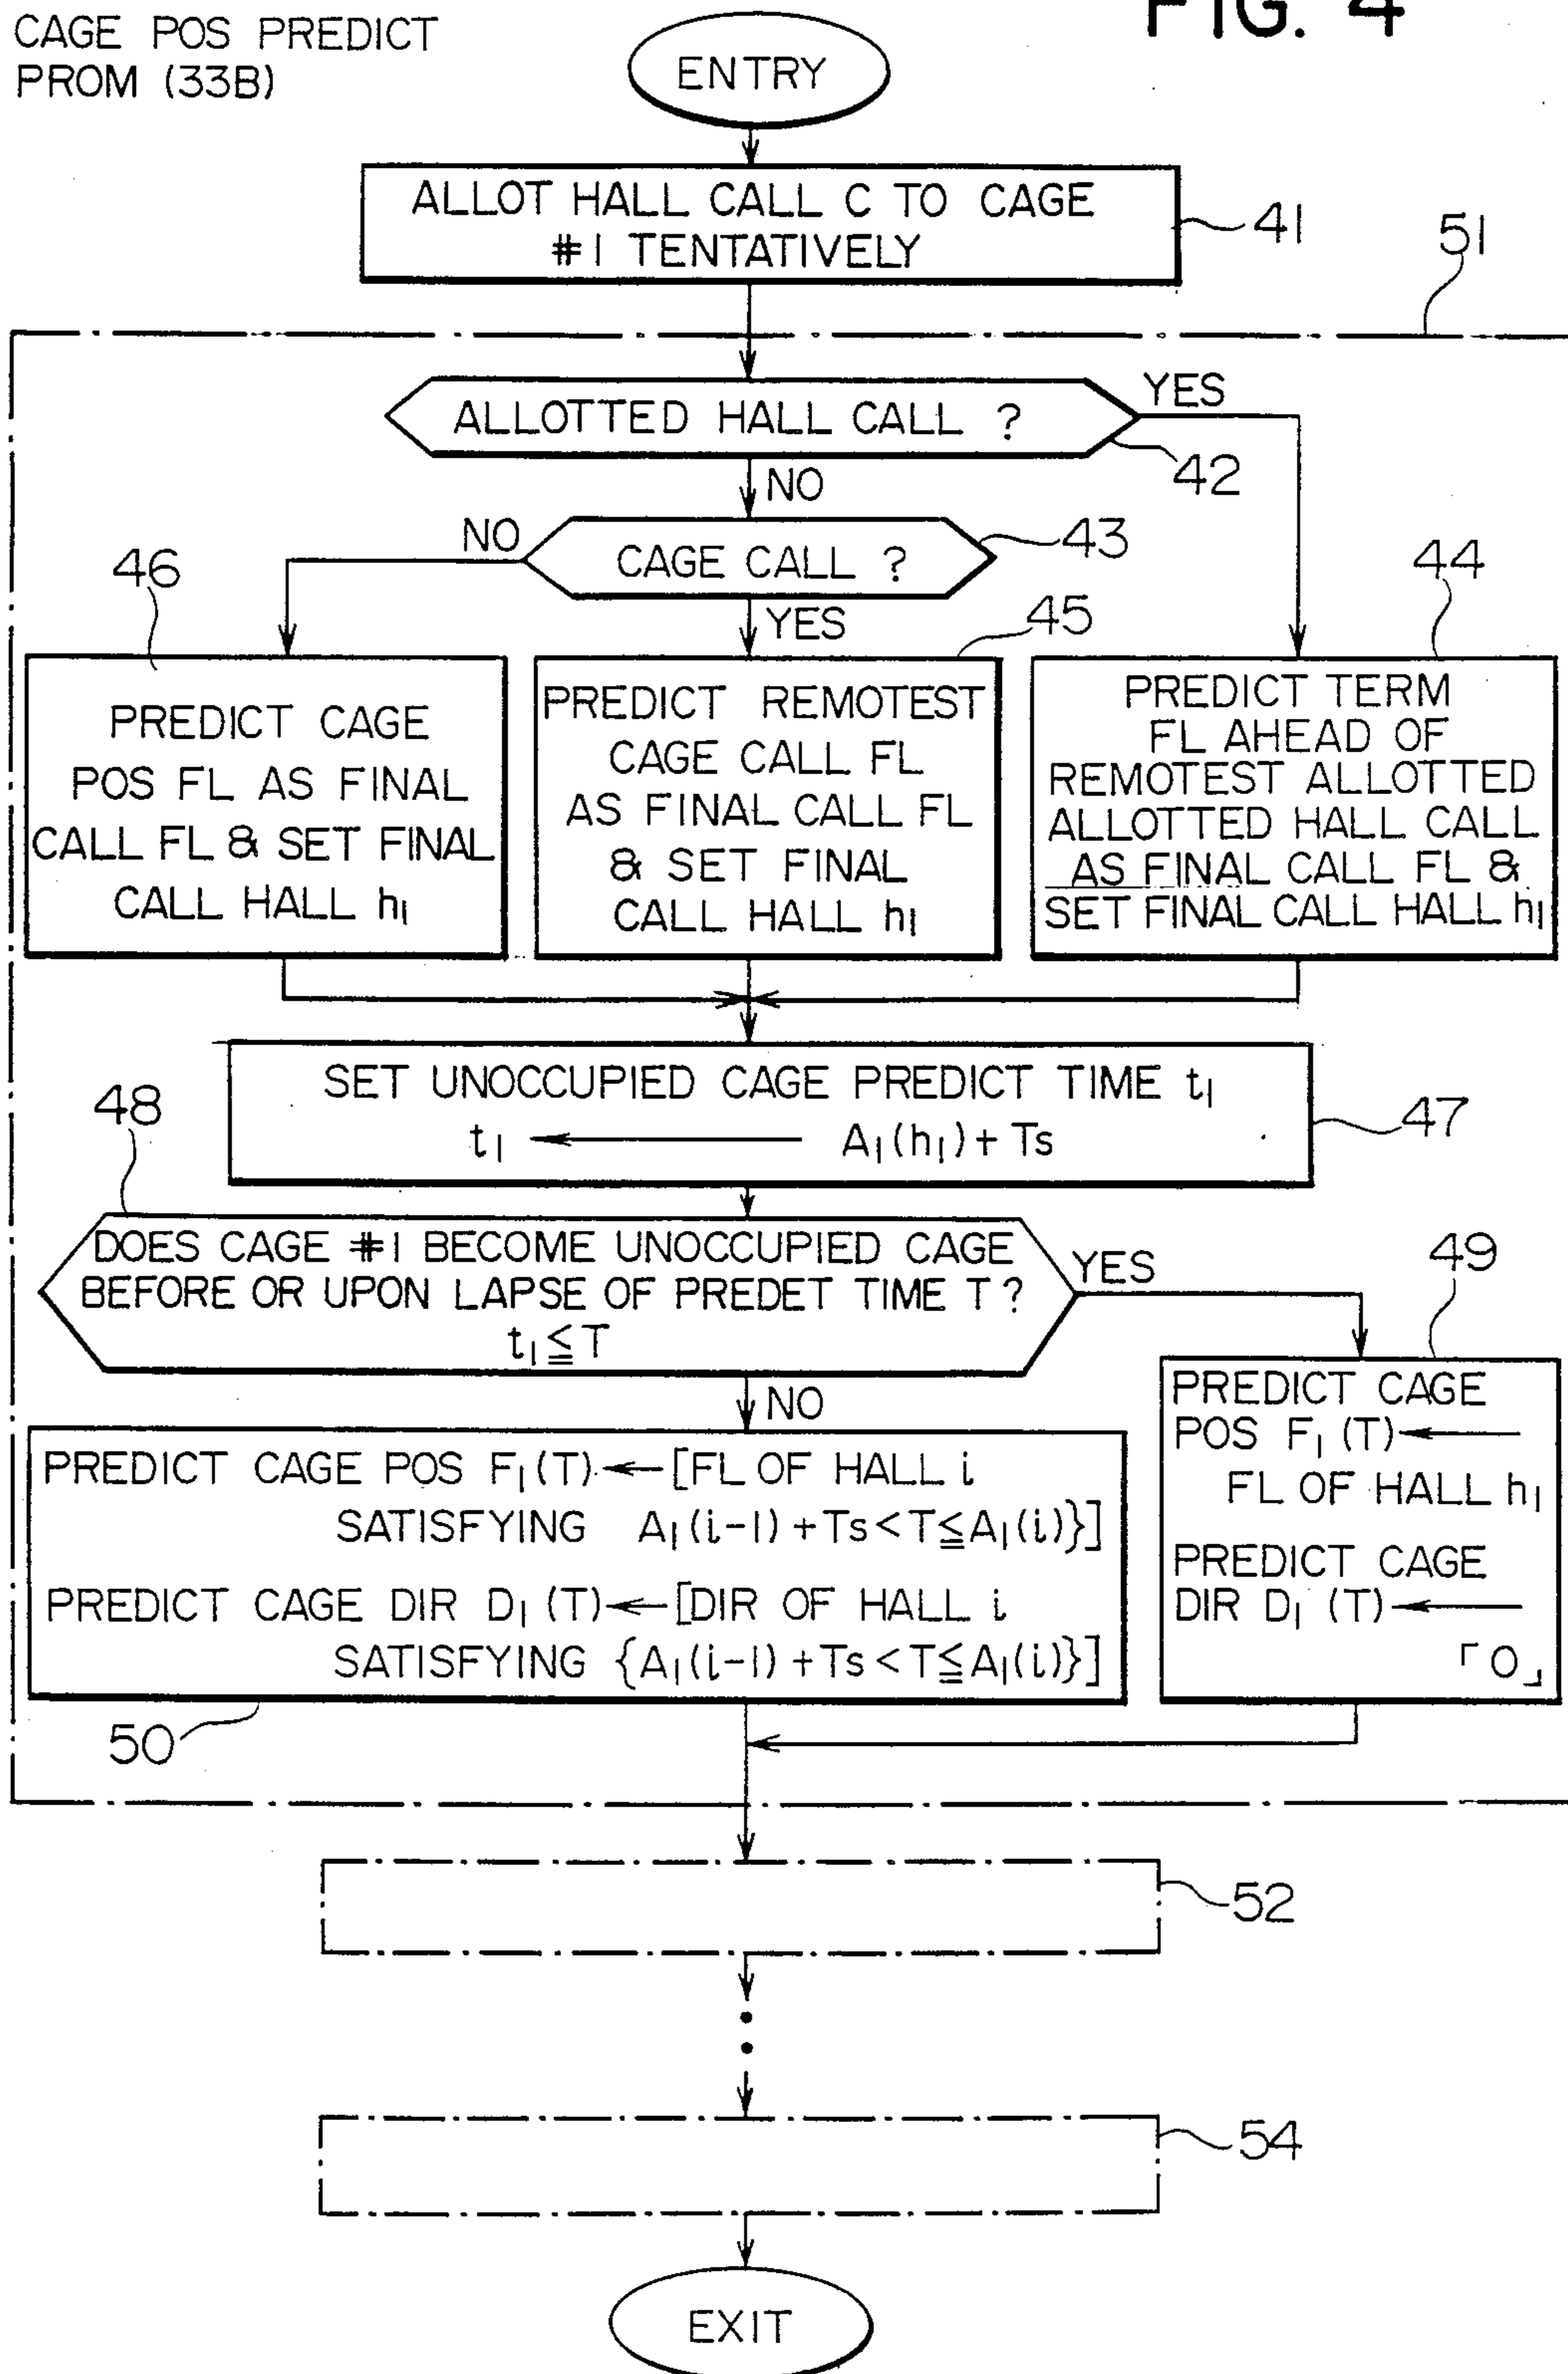 FIG. 4
CAGE POS PREDICT
PROM (33B)
ENTRY
ALLOT HALL CALL C TO CAGE
#1 TENTATIVELY
41
51
ALLOTTED HALL CALL ?
YES
42
NO
CAGE CALL ?
43
NO
YES
46
45
44
PREDICT CAGE
POS FL AS FINAL
CALL FL & SET FINAL
CALL HALL h₁
PREDICT REMOTEST
CAGE CALL FL
AS FINAL CALL FL
& SET FINAL
CALL HALL h₁
PREDICT TERM
FL AHEAD OF
REMOTEST ALLOTTED
ALLOTTED HALL CALL
AS FINAL CALL FL &
SET FINAL CALL HALL h₁
SET UNOCCUPIED CAGE PREDICT TIME t₁
t₁ ← A₁(h₁)+Ts
47
48
DOES CAGE #1 BECOME UNOCCUPIED CAGE
BEFORE OR UPON LAPSE OF PREDET TIME T?
t₁≦T
YES
NO
49
PREDICT CAGE
POS F₁(T)←
FL OF HALL h₁
PREDICT CAGE
DIR D₁(T)←
「0」
PREDICT CAGE POS F₁(T)←[FL OF HALL i
SATISFYING A₁(i-1)+Ts<T≦A₁(i)}]
PREDICT CAGE DIR D₁(T)←[DIR OF HALL i
SATISFYING {A₁(i-1)+Ts<T≦A₁(i)}]
50
52
54
EXIT